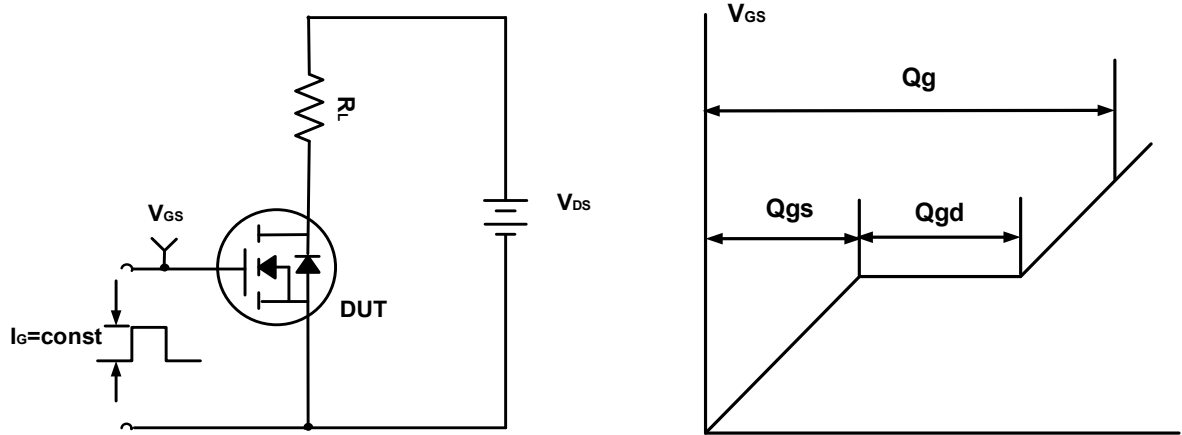 RL
VDS
VGS
DUT
IG=const
VGS
Qg
Qgs
Qgd